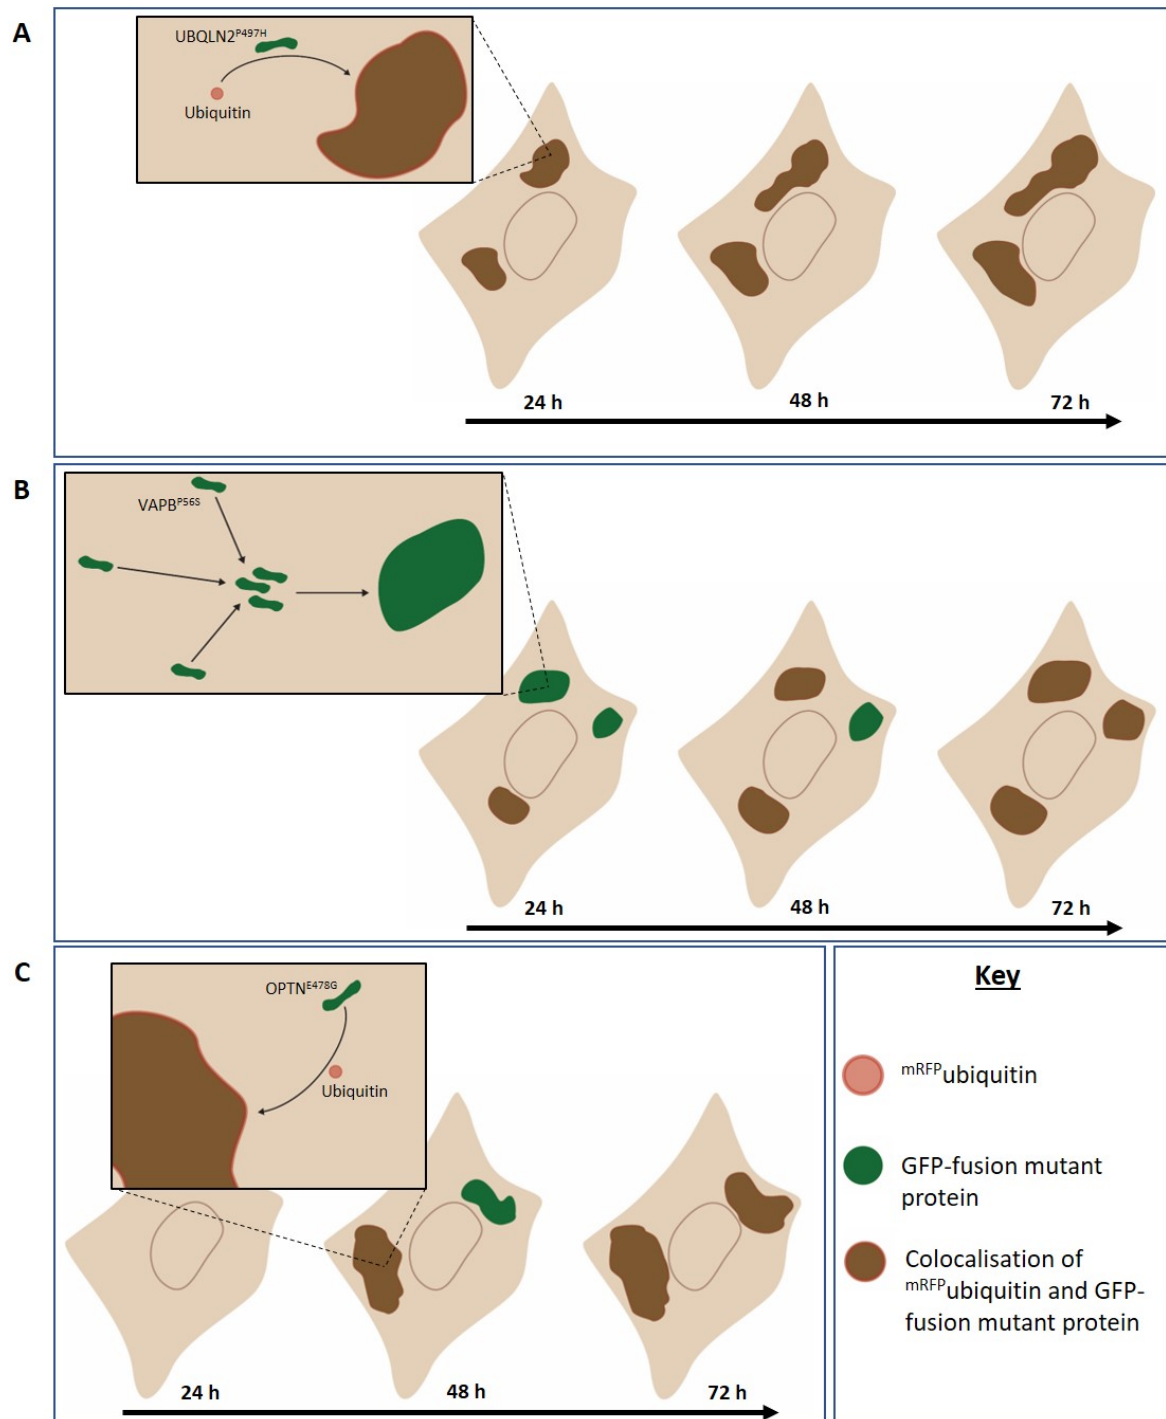 A
UBQLN2ᴾ⁴⁹⁷ᴴ
Ubiquitin
24 h
48 h
72 h
B
VAPBᴾ⁵⁶ˢ
24 h
48 h
72 h
C
OPTNᴱ⁴⁷⁸ᴳ
Ubiquitin
24 h
48 h
72 h
Key
ᵐᴿᶠᴾubiquitin
GFP-fusion mutant
protein
Colocalisation of
ᵐᴿᶠᴾubiquitin and GFP-
fusion mutant protein